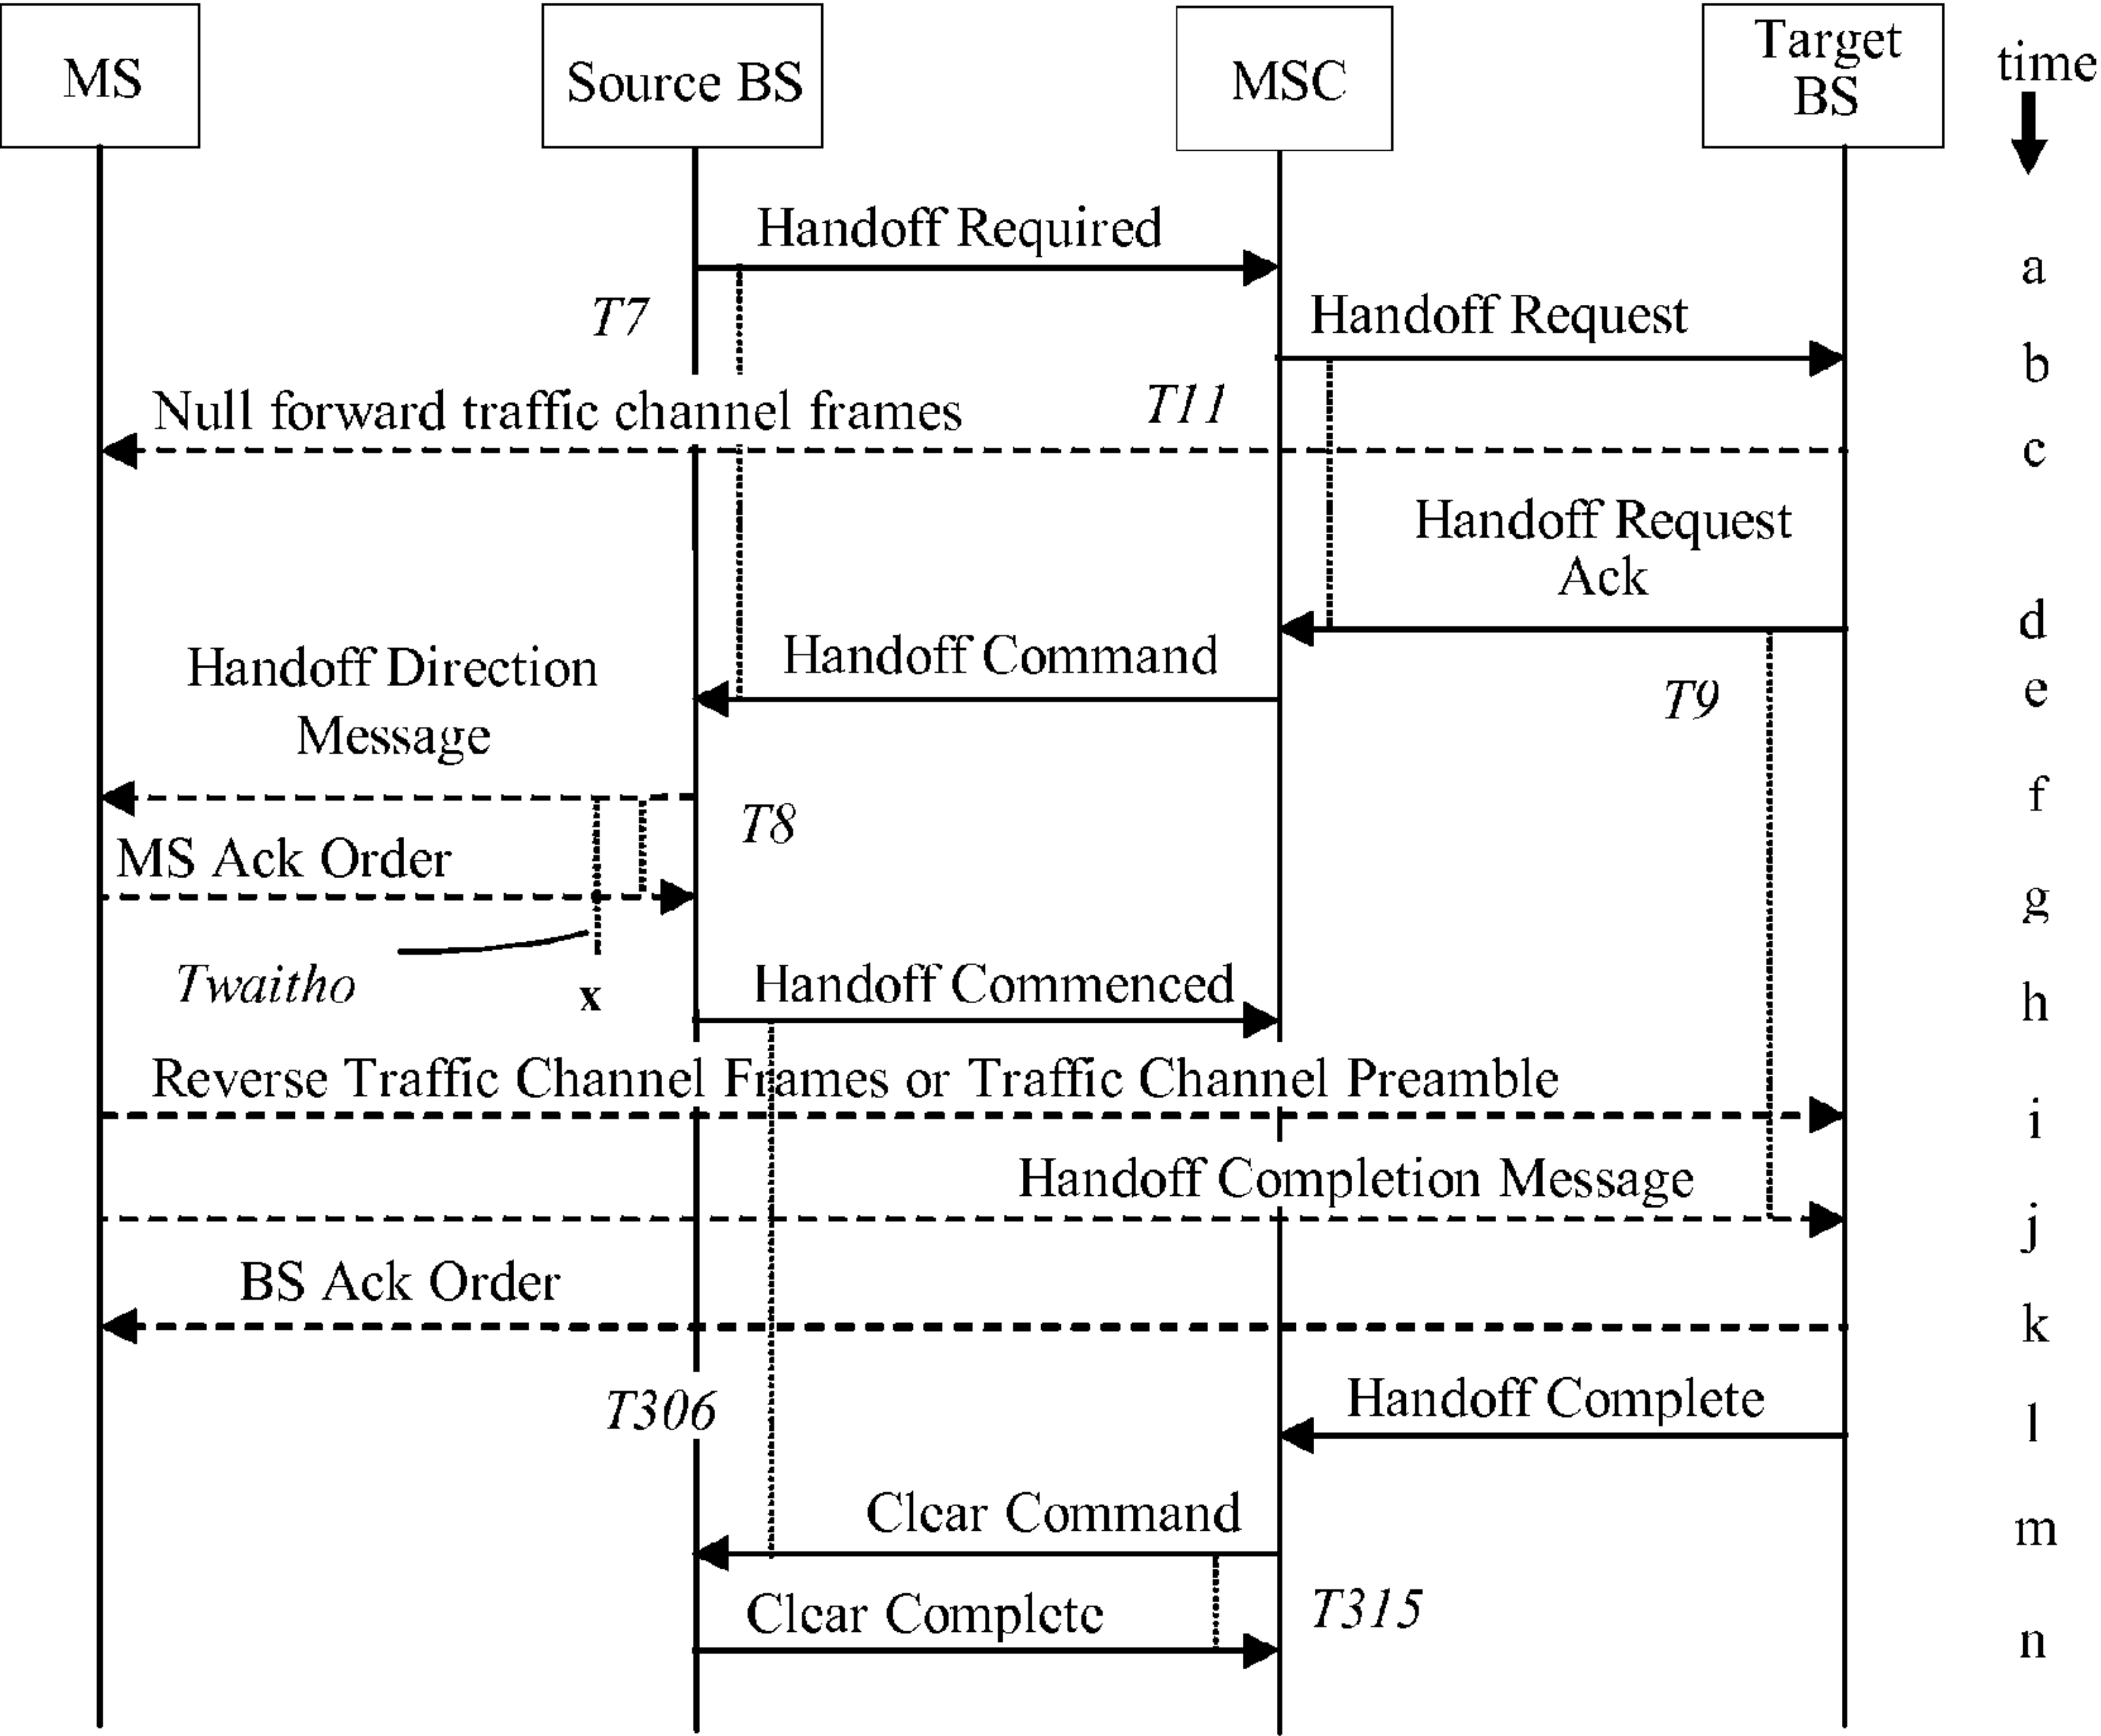 MS
Source BS
MSC
Target
BS
time
Handoff Required
a
T7
Handoff Request
b
Null forward traffic channel frames
T11
c
Handoff Request
Ack
d
Handoff Direction
Message
Handoff Command
T9
e
f
T8
MS Ack Order
g
Twaitho
x
Handoff Commenced
h
Reverse Traffic Channel Frames or Traffic Channel Preamble
i
Handoff Completion Message
j
BS Ack Order
k
T306
Handoff Complete
l
Clear Command
m
Clear Complete
T315
n